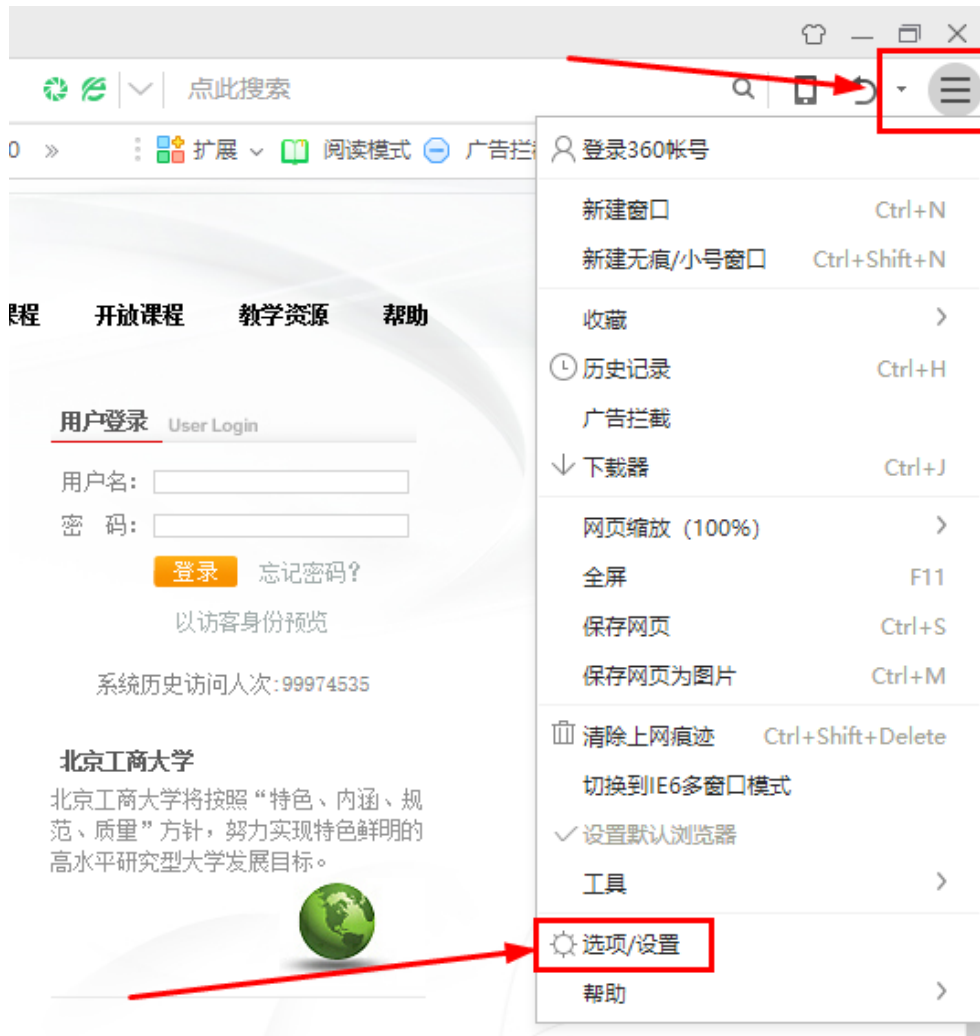 点此搜索
0 » 扩展 阅读模式 广告拦
登录360帐号
新建窗口 Ctrl+N
新建无痕/小号窗口 Ctrl+Shift+N
收藏
历史记录 Ctrl+H
广告拦截
下载器 Ctrl+J
网页缩放 (100%)
全屏 F11
保存网页 Ctrl+S
保存网页为图片 Ctrl+M
清除上网痕迹 Ctrl+Shift+Delete
切换到IE6多窗口模式
设置默认浏览器
工具
选项/设置
帮助
课程 开放课程 教学资源 帮助
用户登录 User Login
用户名:
密 码:
登录 忘记密码?
以访客身份预览
系统历史访问人次:99974535
北京工商大学
北京工商大学将按照“特色、内涵、规
范、质量”方针，努力实现特色鲜明的
高水平研究型大学发展目标。